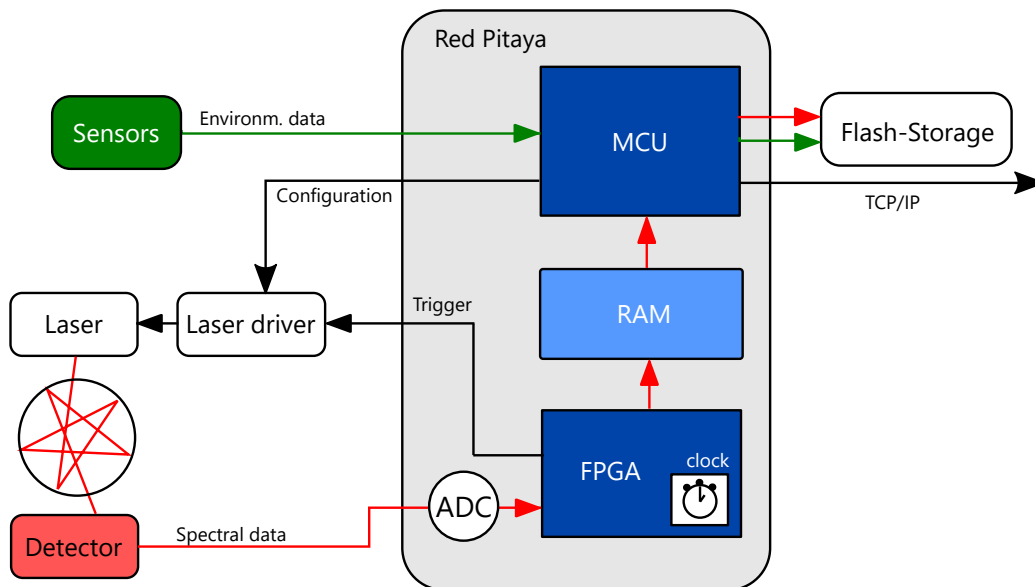 Red Pitaya
Sensors
Environm. data
MCU
Flash-Storage
Configuration
TCP/IP
Laser
Laser driver
Trigger
RAM
FPGA
clock
ADC
Detector
Spectral data